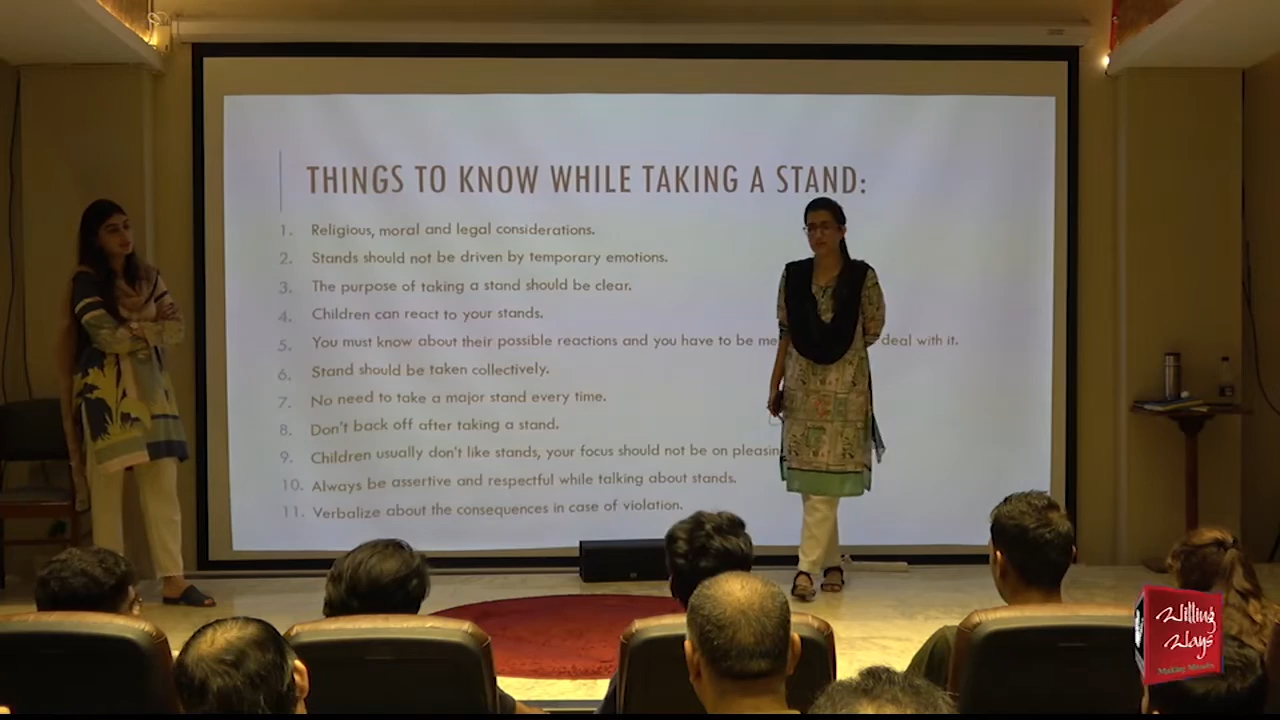 THINGS TO KNOW WHILE TAKING A STAND:
1. Religious, moral and legal considerations.
2. Stands should not be driven by temporary emotions.
3. The purpose of taking a stand should be clear.
4. Children can react to your stands.
5. You must know about their possible reactions and you have to be deal with it.
6. Stand should be taken collectively.
7. No need to take a major stand every time.
8. Don't back off after taking a stand.
9. Children usually don't like stands, your focus should not be on
10. Always be assertive and respectful while talking about stands.
11. Verbalize about the consequences in case of violation.
Willing
Ways